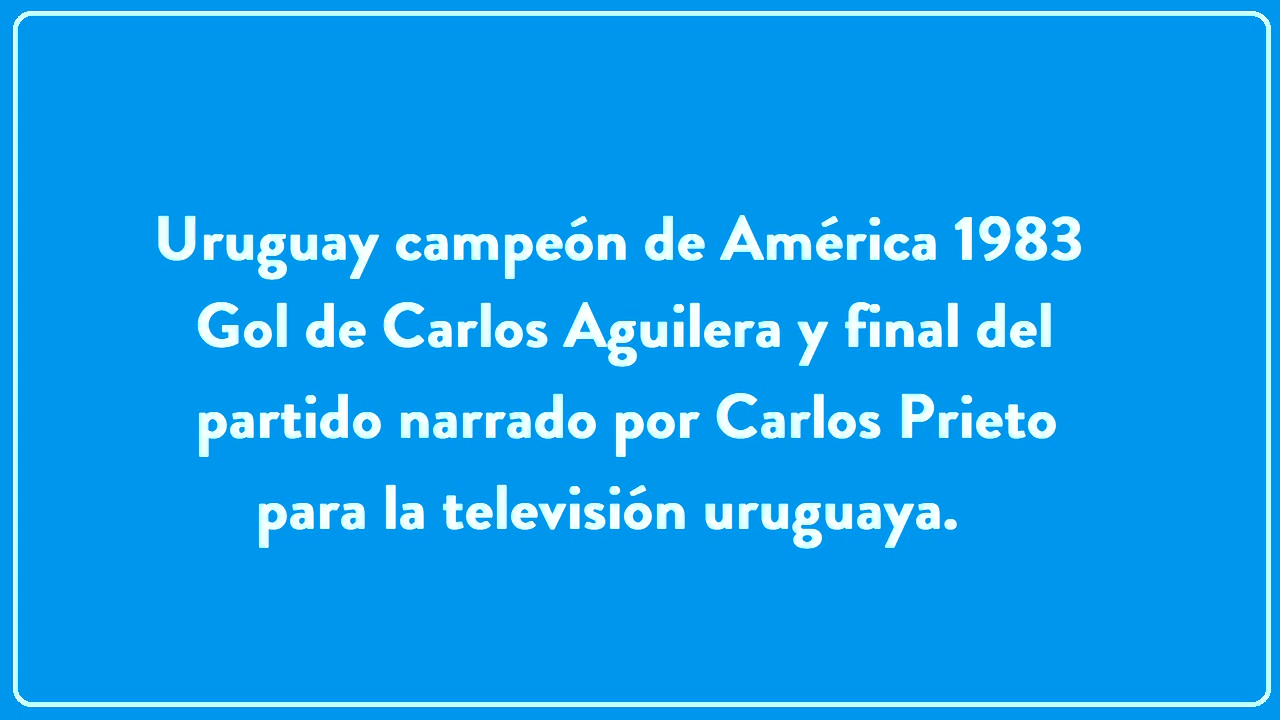 Uruguay campeón de América 1983
Gol de Carlos Aguilera y final del
partido narrado por Carlos Prieto
para la televisión uruguaya.